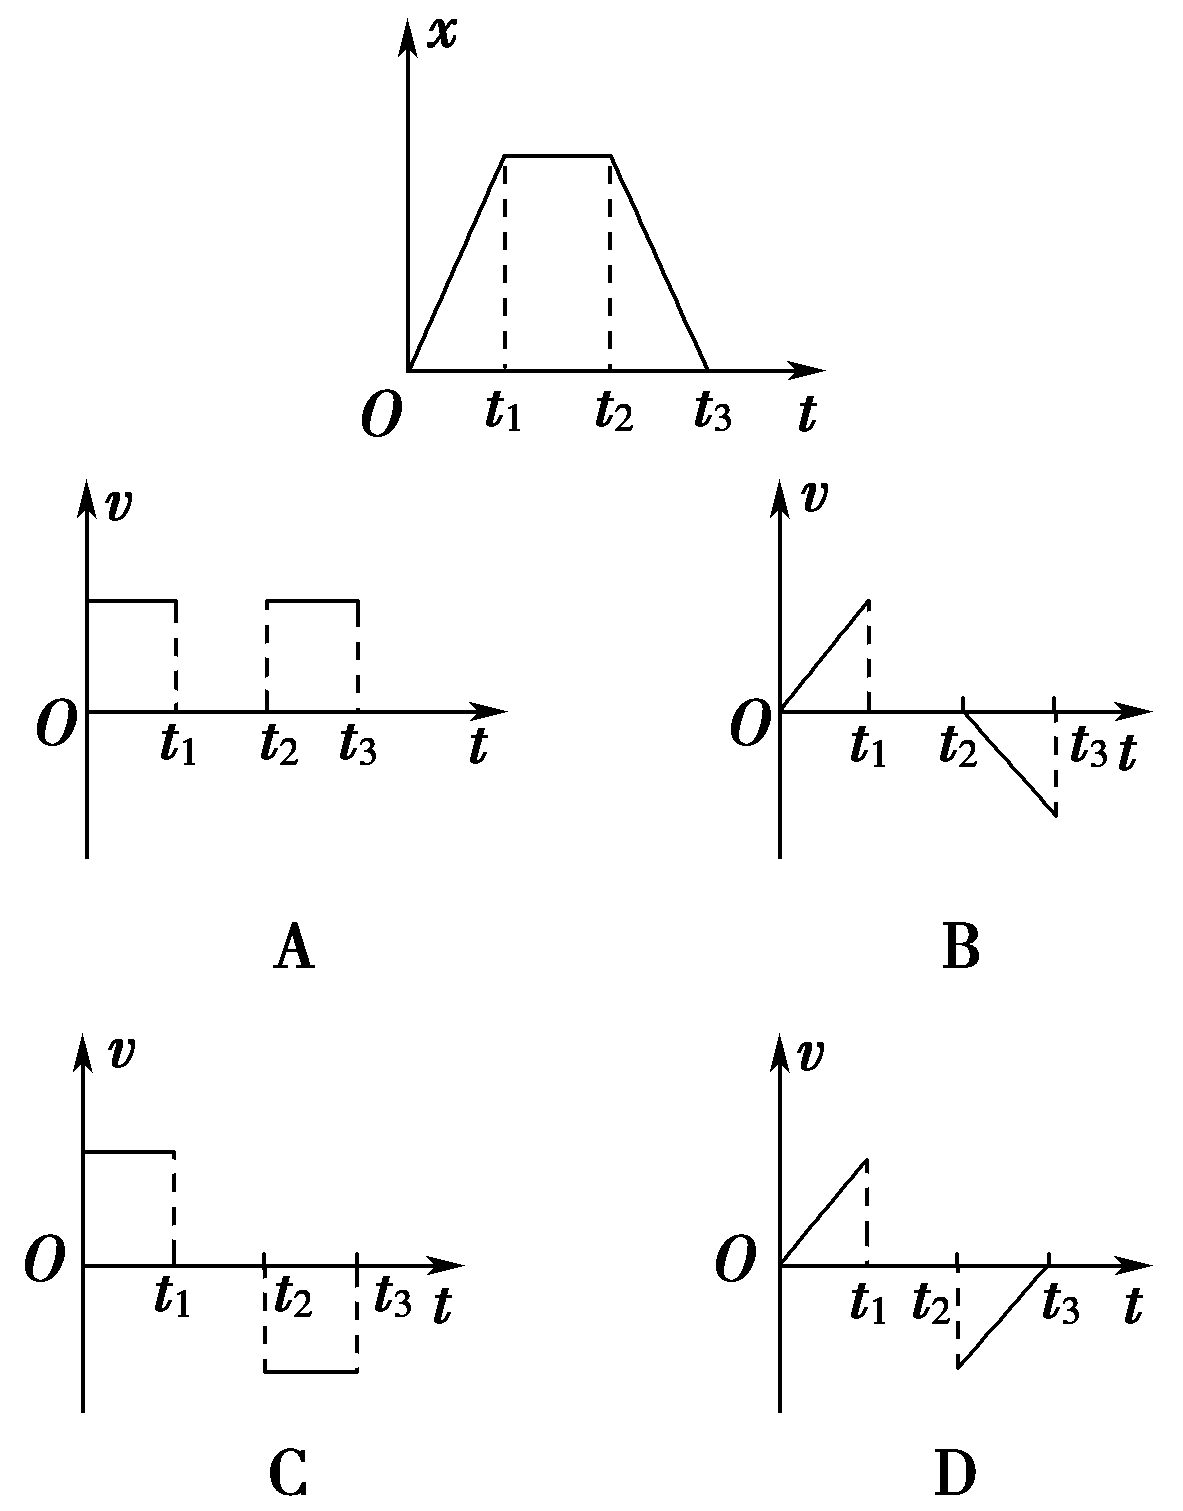 x
O t₁ t₂ t₃ t
v
O t₁ t₂ t₃ t
A
v
O t₁ t₂ t₃ t
B
v
O t₁ t₂ t₃ t
C
v
O t₁ t₂ t₃ t
D